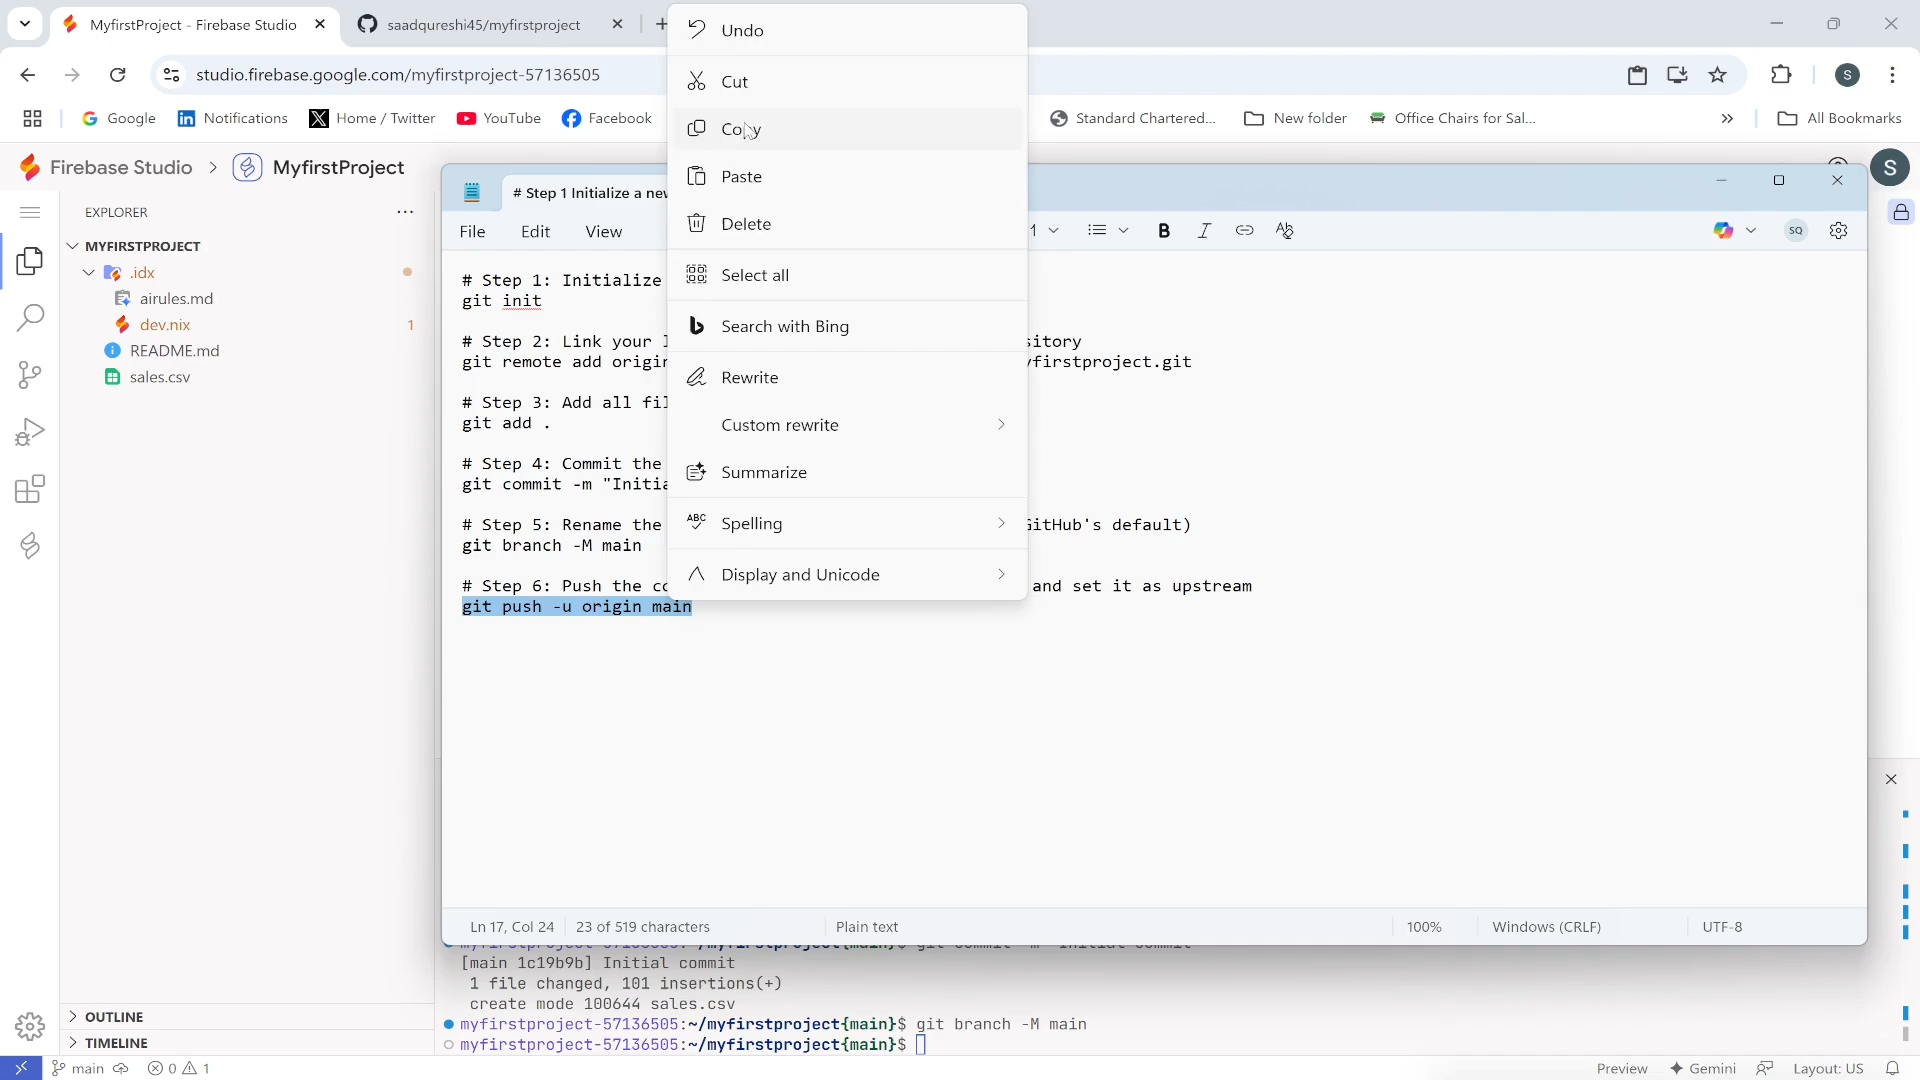 MyfirstProject - Firebase Studio
saadqureshi45/myfirstproject
studio.firebase.google.com/myfirstproject-57136505
S
Google
Notifications
Home / Twitter
YouTube
Facebook
Standard Chartered...
New folder
Office Chairs for Sal...
All Bookmarks
Firebase Studio
MyfirstProject
S
EXPLORER
MYFIRSTPROJECT
.idx
airules.md
dev.nix 1
README.md
sales.csv
OUTLINE
TIMELINE
# Step 1 Initialize a new
File Edit View
1
SQ
# Step 1: Initialize
git init
# Step 2: Link your
git remote add origin
yfirstproject.git
# Step 3: Add all
git add .
# Step 4: Commit the
git commit -m
# Step 5: Rename the
GitHub's default)
git branch -M main
# Step 6: Push the
and set it as upstream
git push -u origin main
Undo
Cut
Copy
Paste
Delete
Select all
Search with Bing
Rewrite
Custom rewrite
Summarize
ABC Spelling
Display and Unicode
Ln 17, Col 24
23 of 519 characters
Plain text
100%
Windows (CRLF)
UTF-8
[main 1c19b9b] Initial commit
1 file changed, 101 insertions(+)
create mode 100644 sales.csv
myfirstproject-57136505:~/myfirstproject{main}$ git branch -M main
myfirstproject-57136505:~/myfirstproject{main}$
main
0 1
Preview
Gemini
Layout: US